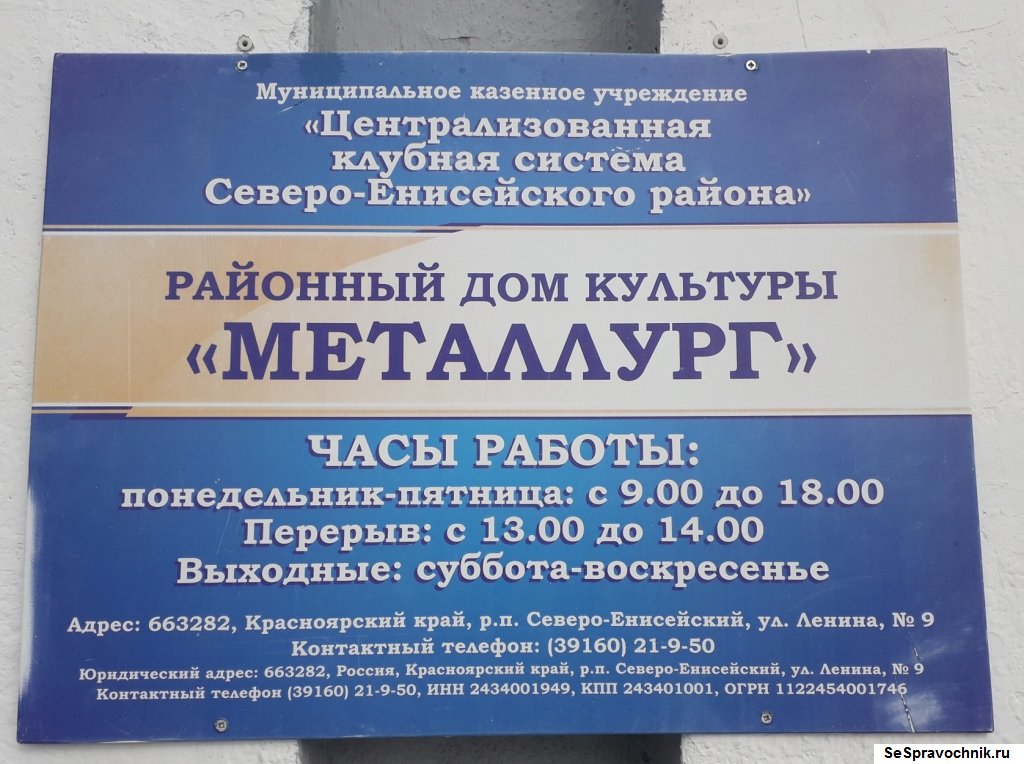 Муниципальное казенное учреждение
«Централизованная
клубная система
Северо-Енисейского района»
РАЙОННЫЙ ДОМ КУЛЬТУРЫ
«МЕТАЛЛУРГ»
ЧАСЫ РАБОТЫ:
понедельник-пятница: с 9.00 до 18.00
Перерыв: с 13.00 до 14.00
Выходные: суббота-воскресенье
Адрес: 663282, Красноярский край, р.п. Северо-Енисейский, ул. Ленина, № 9
Контактный телефон: (39160) 21-9-50
Юридический адрес: 663282, Россия, Красноярский край, р.п. Северо-Енисейский, ул. Ленина, № 9
Контактный телефон (39160) 21-9-50, ИНН 2434001949, КПП 243401001, ОГРН 1122454001746
SeSpravochnik.ru